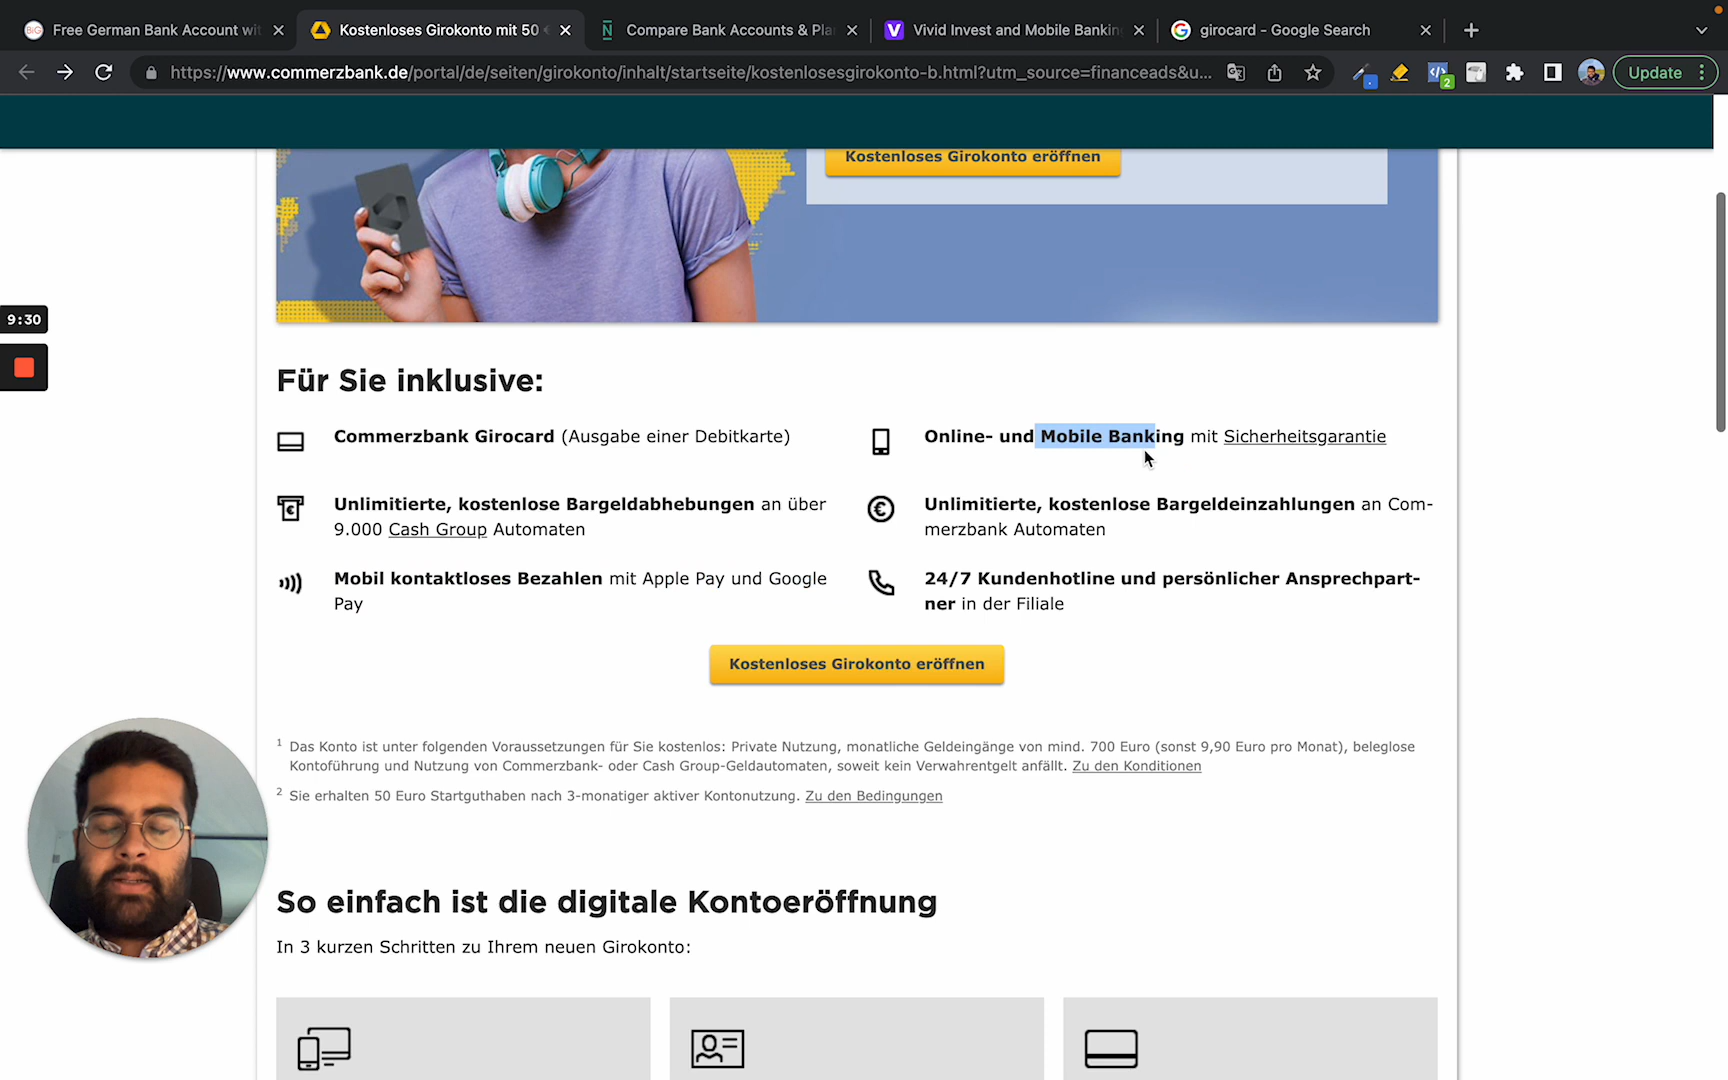 Free German Bank Account wit
Kostenloses Girokonto mit 50 €
Compare Bank Accounts & Pla
Vivid Invest and Mobile Banking
girocard - Google Search
https://www.commerzbank.de/portal/de/seiten/girokonto/inhalt/startseite/kostenlosesgirokonto-b.html?utm_source=financeads&u...
2
Update
Kostenloses Girokonto eröffnen
9:30
Für Sie inklusive:
Commerzbank Girocard (Ausgabe einer Debitkarte)
Online- und Mobile Banking mit Sicherheitsgarantie
Unlimitierte, kostenlose Bargeldabhebungen an über
9.000 Cash Group Automaten
Unlimitierte, kostenlose Bargeldeinzahlungen an Com-
merzbank Automaten
Mobil kontaktloses Bezahlen mit Apple Pay und Google
Pay
24/7 Kundenhotline und persönlicher Ansprechpart-
ner in der Filiale
Kostenloses Girokonto eröffnen
1 Das Konto ist unter folgenden Voraussetzungen für Sie kostenlos: Private Nutzung, monatliche Geldeingänge von mind. 700 Euro (sonst 9,90 Euro pro Monat), beleglose
Kontoführung und Nutzung von Commerzbank- oder Cash Group-Geldautomaten, soweit kein Verwahrentgelt anfällt. Zu den Konditionen
2 Sie erhalten 50 Euro Startguthaben nach 3-monatiger aktiver Kontonutzung. Zu den Bedingungen
So einfach ist die digitale Kontoeröffnung
In 3 kurzen Schritten zu Ihrem neuen Girokonto: